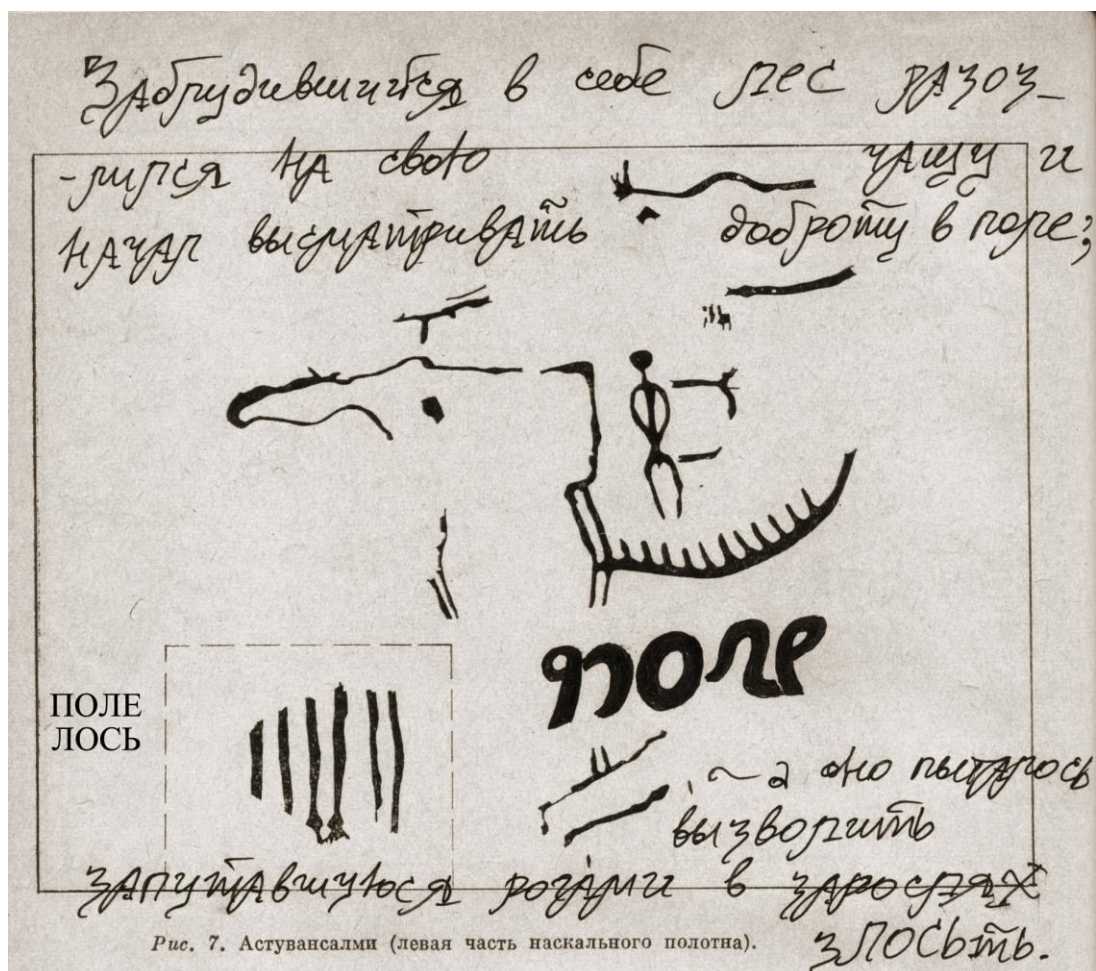 Заблудившийся в себе лес разоз-
-лился на свою чащу и
начал высматривать доброту в поле;
поле
ПОЛЕ
ЛОСЬ
~ а оно пыталось
вызволить
запутавшуюся рогами в зарослях
зЛОСЬть.
Рис. 7. Астувансалми (левая часть наскального полотна).